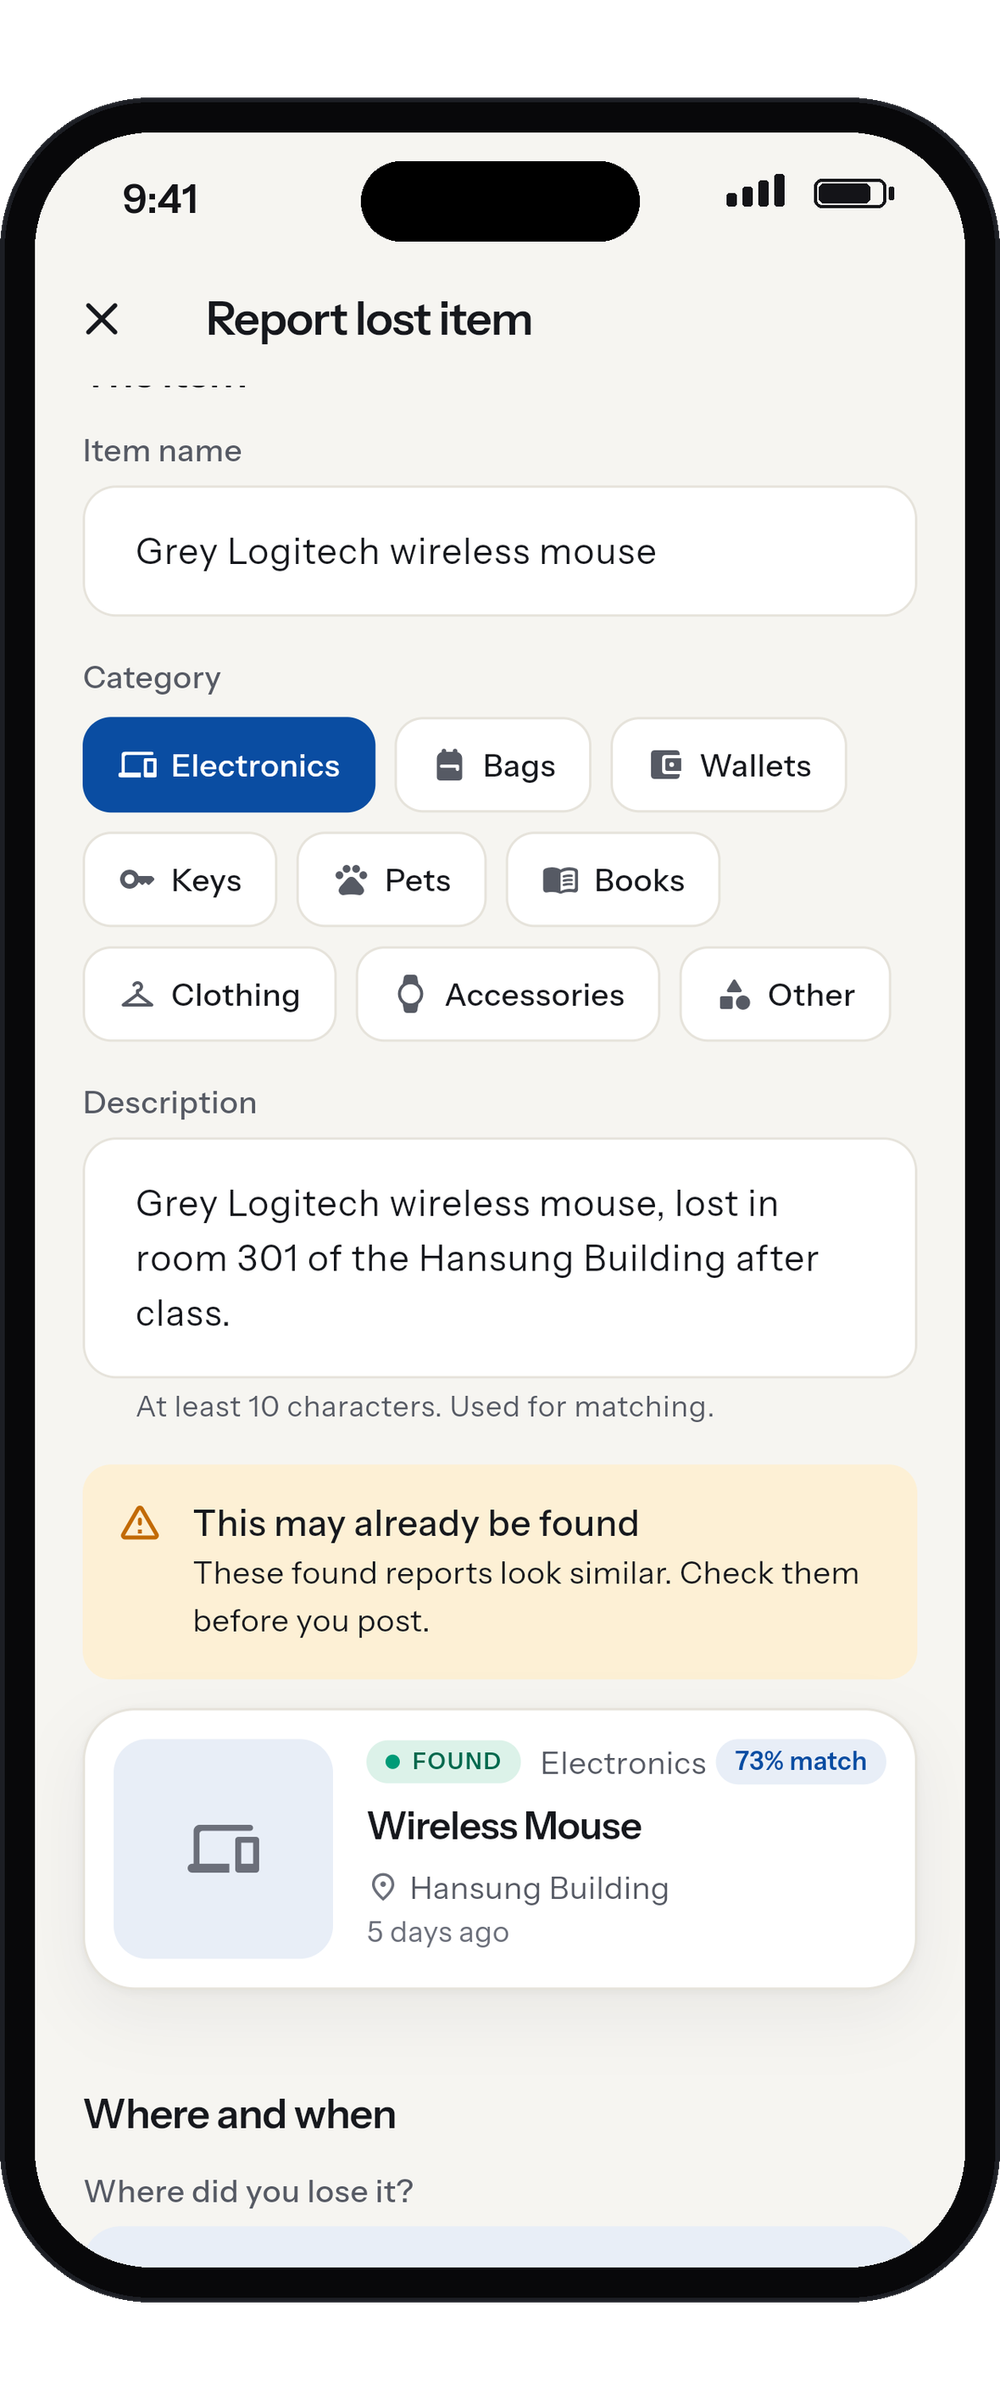 9:41
Report lost item
Item name
Grey Logitech wireless mouse
Category
Electronics
Bags
Wallets
Keys
Pets
Books
Clothing
Accessories
Other
Description
Grey Logitech wireless mouse, lost in
room 301 of the Hansung Building after
class.
At least 10 characters. Used for matching.
This may already be found
These found reports look similar. Check them
before you post.
FOUND Electronics 73% match
Wireless Mouse
Hansung Building
5 days ago
Where and when
Where did you lose it?